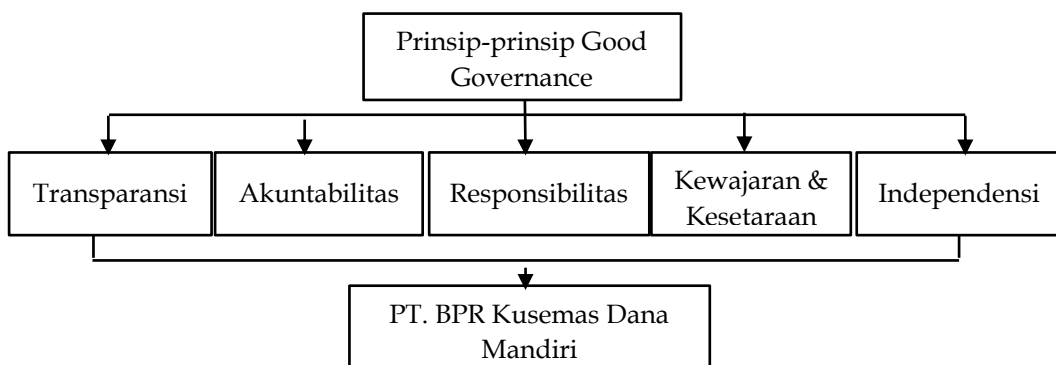 Prinsip-prinsip Good
Governance
Transparansi
Akuntabilitas
Responsibilitas
Kewajaran &
Kesetaraan
Independensi
PT. BPR Kusemas Dana
Mandiri